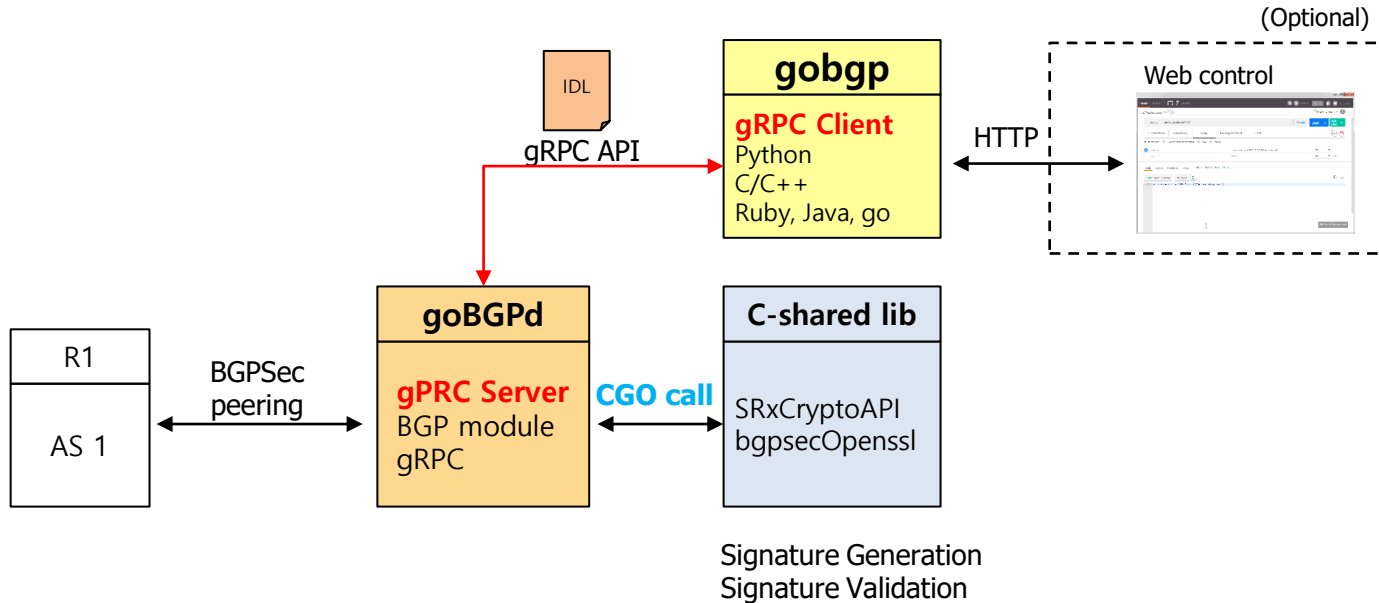 (Optional)
IDL
gRPC API
gobgp
gRPC Client
Python
C/C++
Ruby, Java, go
HTTP
Web control
R1
AS 1
BGPSec
peering
goBGPd
gPRC Server
BGP module
gRPC
CGO call
C-shared lib
SRxCryptoAPI
bgpsecOpenssl
Signature Generation
Signature Validation